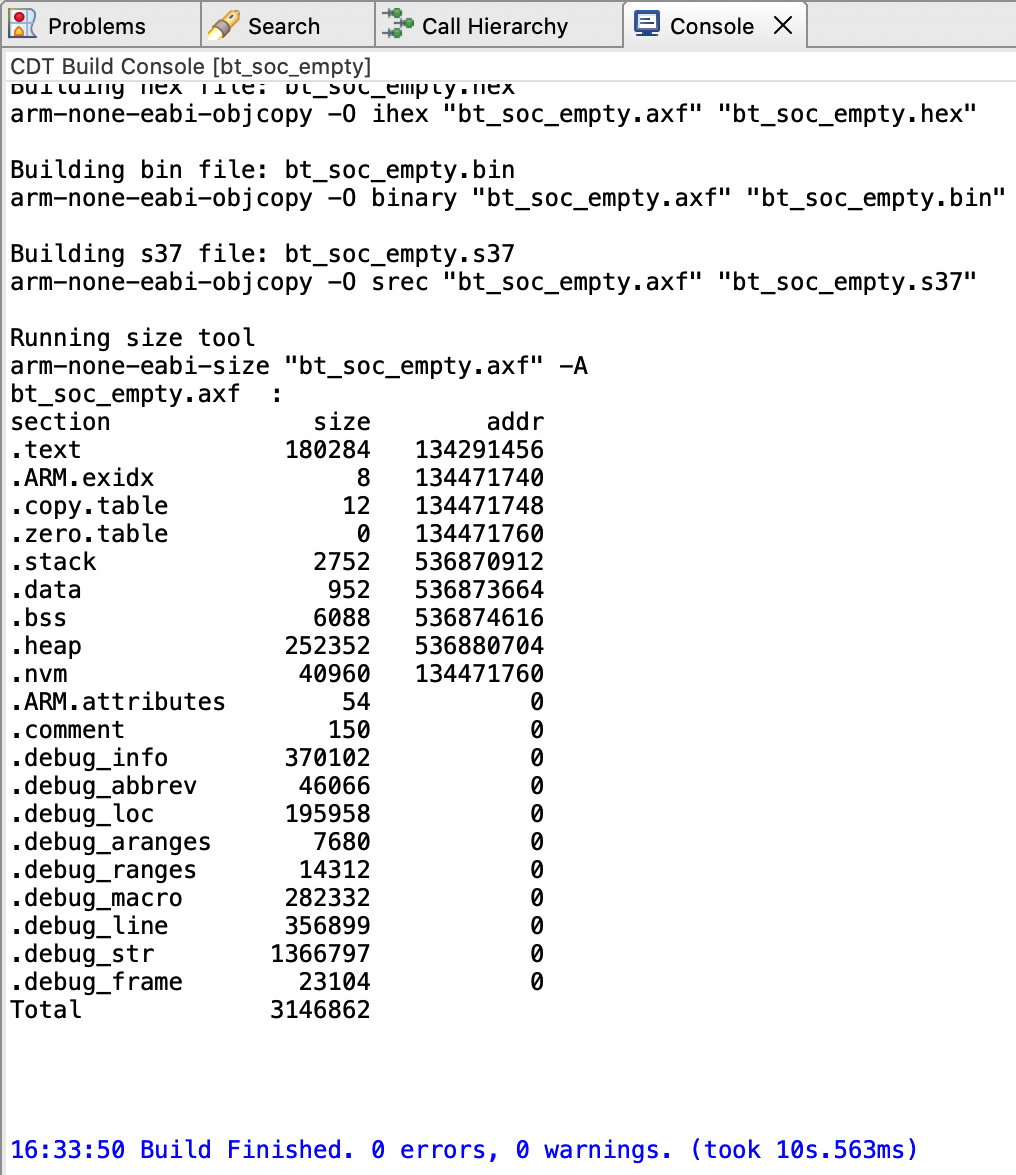 Problems Search Call Hierarchy Console
CDT Build Console [bt_soc_empty]
Building hex file: bt_soc_empty.hex
arm-none-eabi-objcopy -O ihex "bt_soc_empty.axf" "bt_soc_empty.hex"
Building bin file: bt_soc_empty.bin
arm-none-eabi-objcopy -O binary "bt_soc_empty.axf" "bt_soc_empty.bin"
Building s37 file: bt_soc_empty.s37
arm-none-eabi-objcopy -O srec "bt_soc_empty.axf" "bt_soc_empty.s37"
Running size tool
arm-none-eabi-size "bt_soc_empty.axf" -A
bt_soc_empty.axf  :
section              size        addr
.text              180284   134291456
.ARM.exidx              8   134471740
.copy.table            12   134471748
.zero.table             0   134471760
.stack               2752   536870912
.data                 952   536873664
.bss                 6088   536874616
.heap              252352   536880704
.nvm                40960   134471760
.ARM.attributes        54           0
.comment              150           0
.debug_info        370102           0
.debug_abbrev       46066           0
.debug_loc         195958           0
.debug_aranges       7680           0
.debug_ranges       14312           0
.debug_macro       282332           0
.debug_line        356899           0
.debug_str        1366797           0
.debug_frame        23104           0
Total             3146862
16:33:50 Build Finished. 0 errors, 0 warnings. (took 10s.563ms)